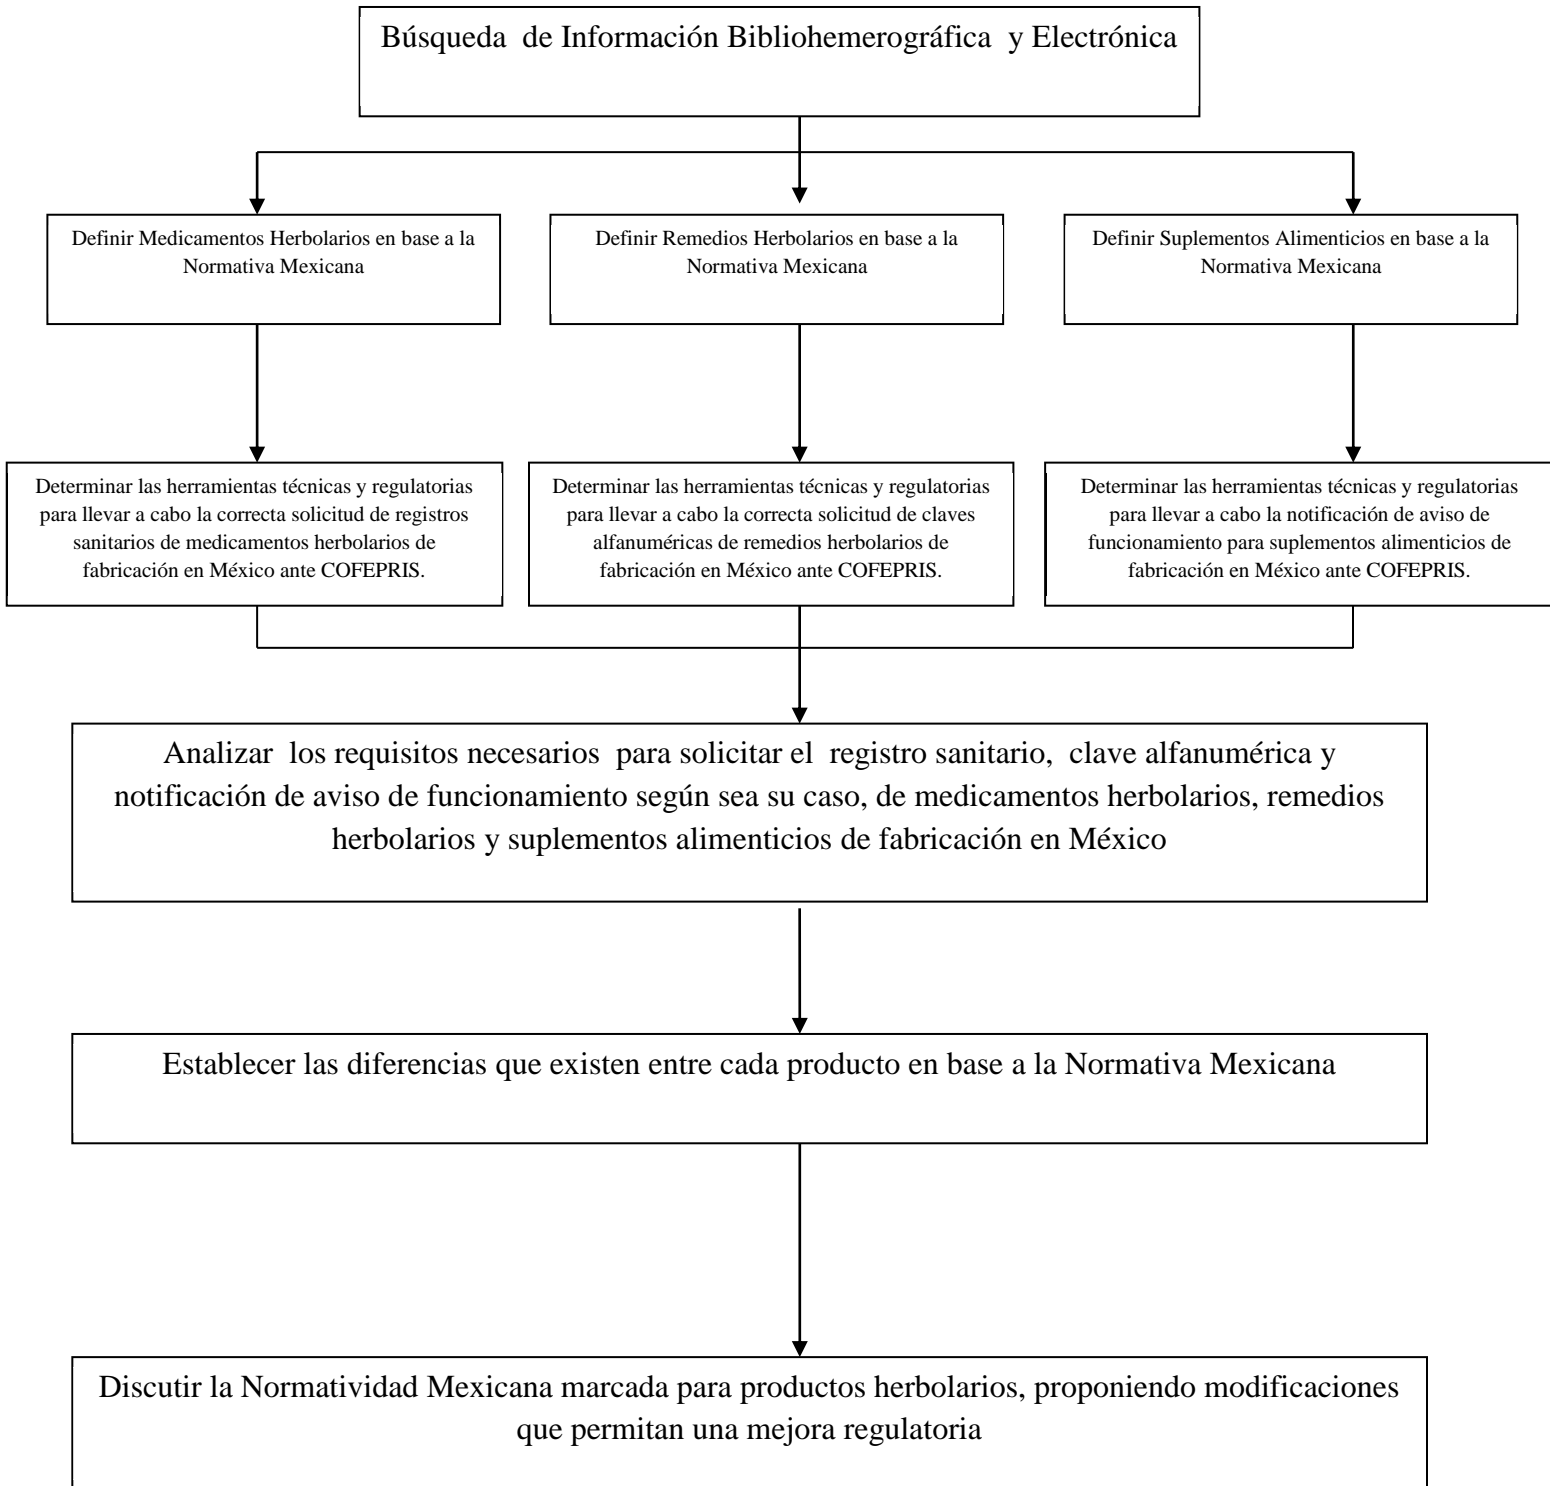 Búsqueda de Información Bibliohemerográfica y Electrónica
Definir Medicamentos Herbolarios en base a la
Normativa Mexicana
Definir Remedios Herbolarios en base a la
Normativa Mexicana
Definir Suplementos Alimenticios en base a la
Normativa Mexicana
Determinar las herramientas técnicas y regulatorias
para llevar a cabo la correcta solicitud de registros
sanitarios de medicamentos herbolarios de
fabricación en México ante COFEPRIS.
Determinar las herramientas técnicas y regulatorias
para llevar a cabo la correcta solicitud de claves
alfanuméricas de remedios herbolarios de
fabricación en México ante COFEPRIS.
Determinar las herramientas técnicas y regulatorias
para llevar a cabo la notificación de aviso de
funcionamiento para suplementos alimenticios de
fabricación en México ante COFEPRIS.
Analizar los requisitos necesarios para solicitar el registro sanitario, clave alfanumérica y
notificación de aviso de funcionamiento según sea su caso, de medicamentos herbolarios, remedios
herbolarios y suplementos alimenticios de fabricación en México
Establecer las diferencias que existen entre cada producto en base a la Normativa Mexicana
Discutir la Normatividad Mexicana marcada para productos herbolarios, proponiendo modificaciones
que permitan una mejora regulatoria